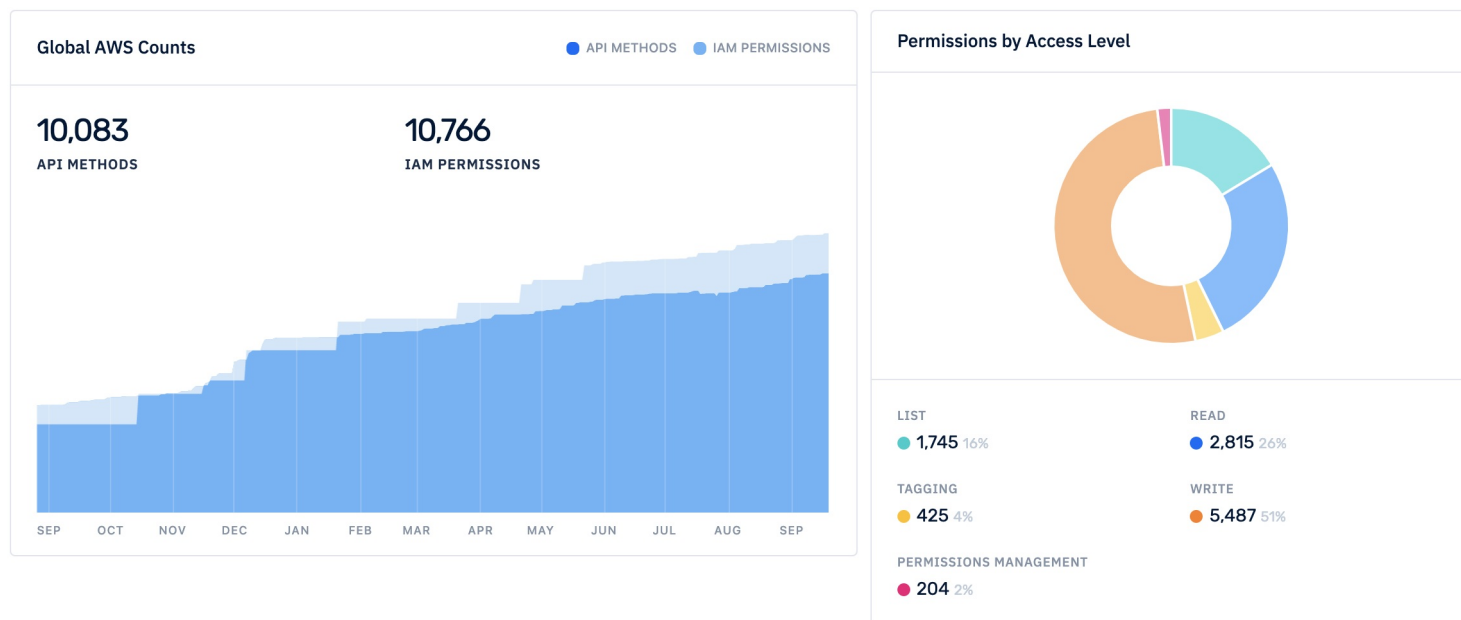 Global AWS Counts
API METHODS IAM PERMISSIONS
10,083 10,766
API METHODS IAM PERMISSIONS
SEP OCT NOV DEC JAN FEB MAR APR MAY JUN JUL AUG SEP
Permissions by Access Level
LIST READ
1,745 16% 2,815 26%
TAGGING WRITE
425 4% 5,487 51%
PERMISSIONS MANAGEMENT
204 2%